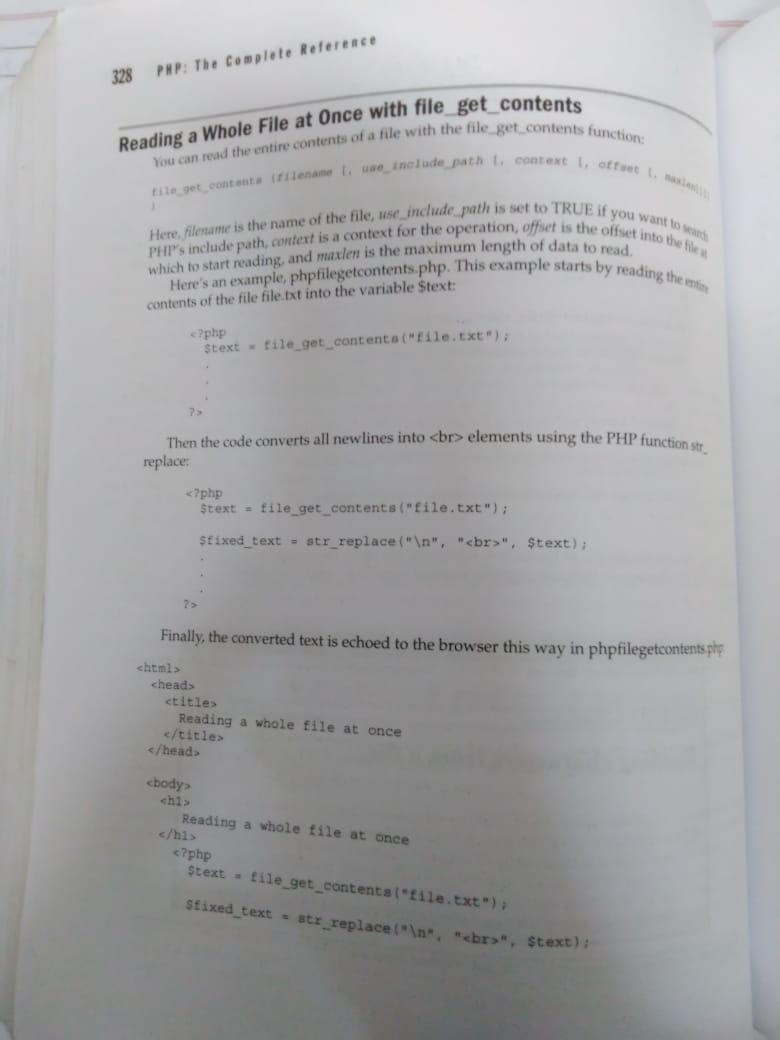 328 PHP: The Complete Reference
Reading a Whole File at Once with file_get_contents
You can read the entire contents of a file with the file_get_contents function:
file_get_contents (filename [, use_include_path [, context [, offset [, maxlen]]]]
)
Here, filename is the name of the file, use_include_path is set to TRUE if you want to search
PHP's include path, context is a context for the operation, offset is the offset into the file at
which to start reading, and maxlen is the maximum length of data to read.
Here's an example, phpfilegetcontents.php. This example starts by reading the entire
contents of the file file.txt into the variable $text:
<?php
$text = file_get_contents("file.txt");
.
.
.
?>
Then the code converts all newlines into <br> elements using the PHP function str_
replace:
<?php
$text = file_get_contents("file.txt");
$fixed_text = str_replace("\n", "<br>", $text);
.
.
.
?>
Finally, the converted text is echoed to the browser this way in phpfilegetcontents.php:
<html>
<head>
<title>
Reading a whole file at once
</title>
</head>
<body>
<h1>
Reading a whole file at once
</h1>
<?php
$text = file_get_contents("file.txt");
$fixed_text = str_replace("\n", "<br>", $text);